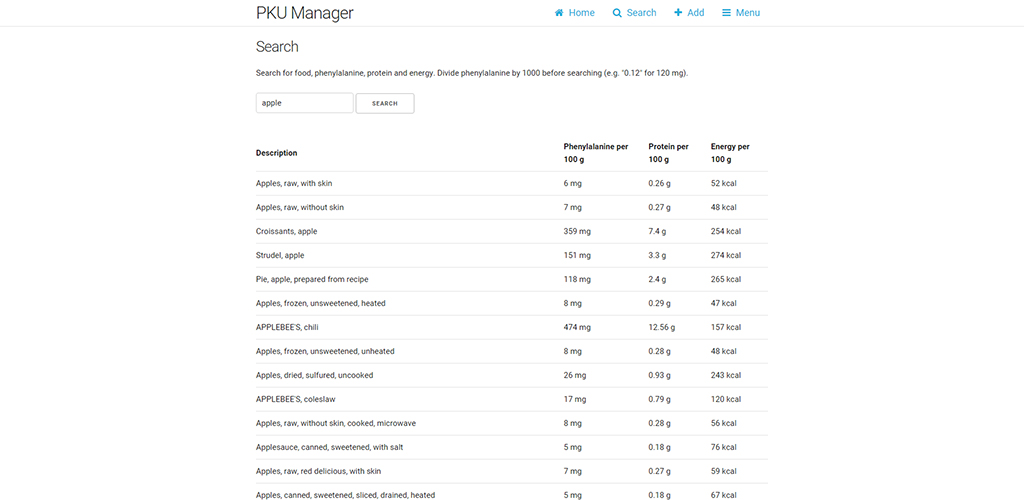 PKU Manager Home Search Add Menu
Search
Search for food, phenylalanine, protein and energy. Divide phenylalanine by 1000 before searching (e.g. "0.12" for 120 mg).
apple SEARCH
Description Phenylalanine per 100 g Protein per 100 g Energy per 100 g
Apples, raw, with skin 6 mg 0.26 g 52 kcal
Apples, raw, without skin 7 mg 0.27 g 48 kcal
Croissants, apple 359 mg 7.4 g 254 kcal
Strudel, apple 151 mg 3.3 g 274 kcal
Pie, apple, prepared from recipe 118 mg 2.4 g 265 kcal
Apples, frozen, unsweetened, heated 8 mg 0.29 g 47 kcal
APPLEBEE'S, chili 474 mg 12.56 g 157 kcal
Apples, frozen, unsweetened, unheated 8 mg 0.28 g 48 kcal
Apples, dried, sulfured, uncooked 26 mg 0.93 g 243 kcal
APPLEBEE'S, coleslaw 17 mg 0.79 g 120 kcal
Apples, raw, without skin, cooked, microwave 8 mg 0.28 g 56 kcal
Applesauce, canned, sweetened, with salt 5 mg 0.18 g 76 kcal
Apples, raw, red delicious, with skin 7 mg 0.27 g 59 kcal
Apples, canned, sweetened, sliced, drained, heated 5 mg 0.18 g 67 kcal